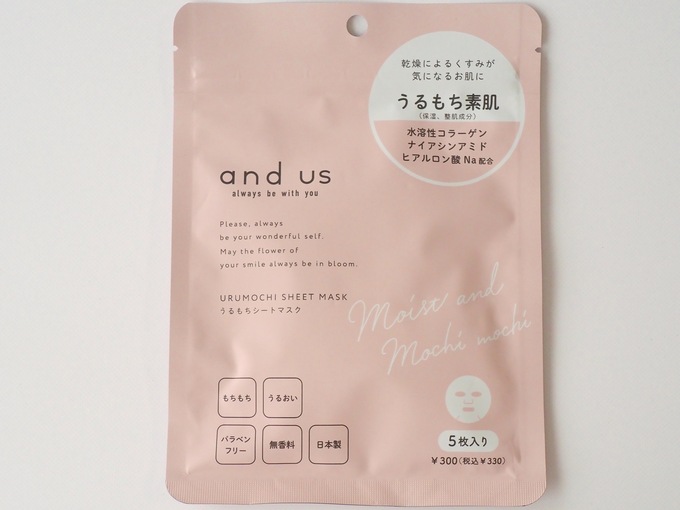 乾燥によるくすみが
気になるお肌に
うるもち素肌
(保湿、整肌成分)
水溶性コラーゲン
ナイアシンアミド
ヒアルロン酸Na配合
and us
always be with you
Please, always
be your wonderful self.
May the flower of
your smile always be in bloom.
URUMOCHI SHEET MASK
うるもちシートマスク
Moist and
Mochi mochi
もちもち
うるおい
パラベン
フリー
無香料
日本製
5枚入り
¥300(税込¥330)